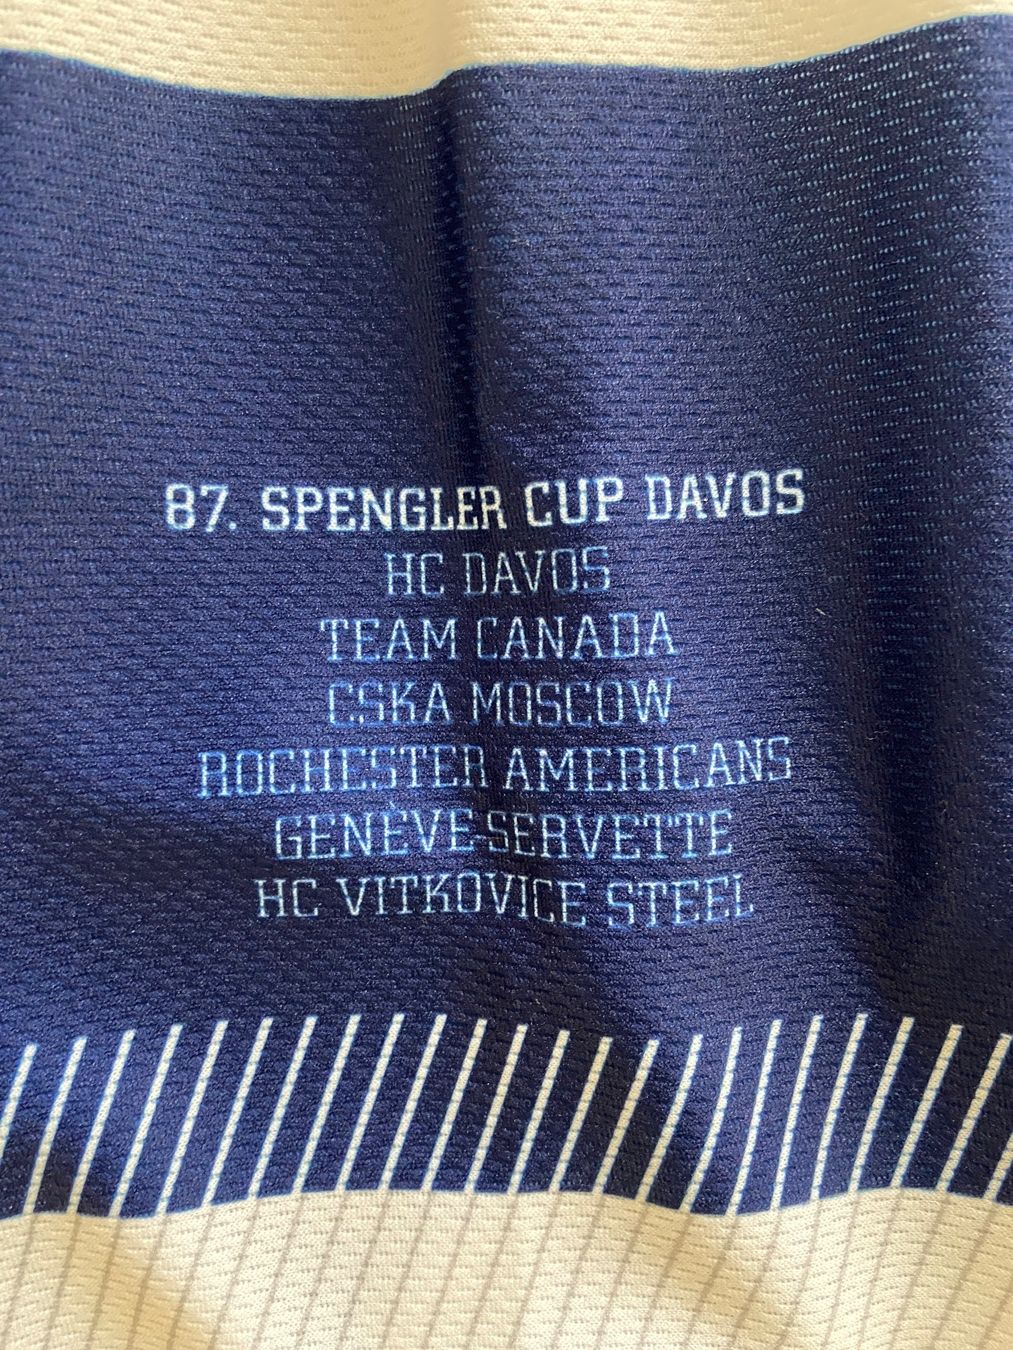 87. SPENGLER CUP DAVOS
HC DAVOS
TEAM CANADA
CSKA MOSCOW
ROCHESTER AMERICANS
GENÈVE-SERVETTE
HC VITKOVICE STEEL